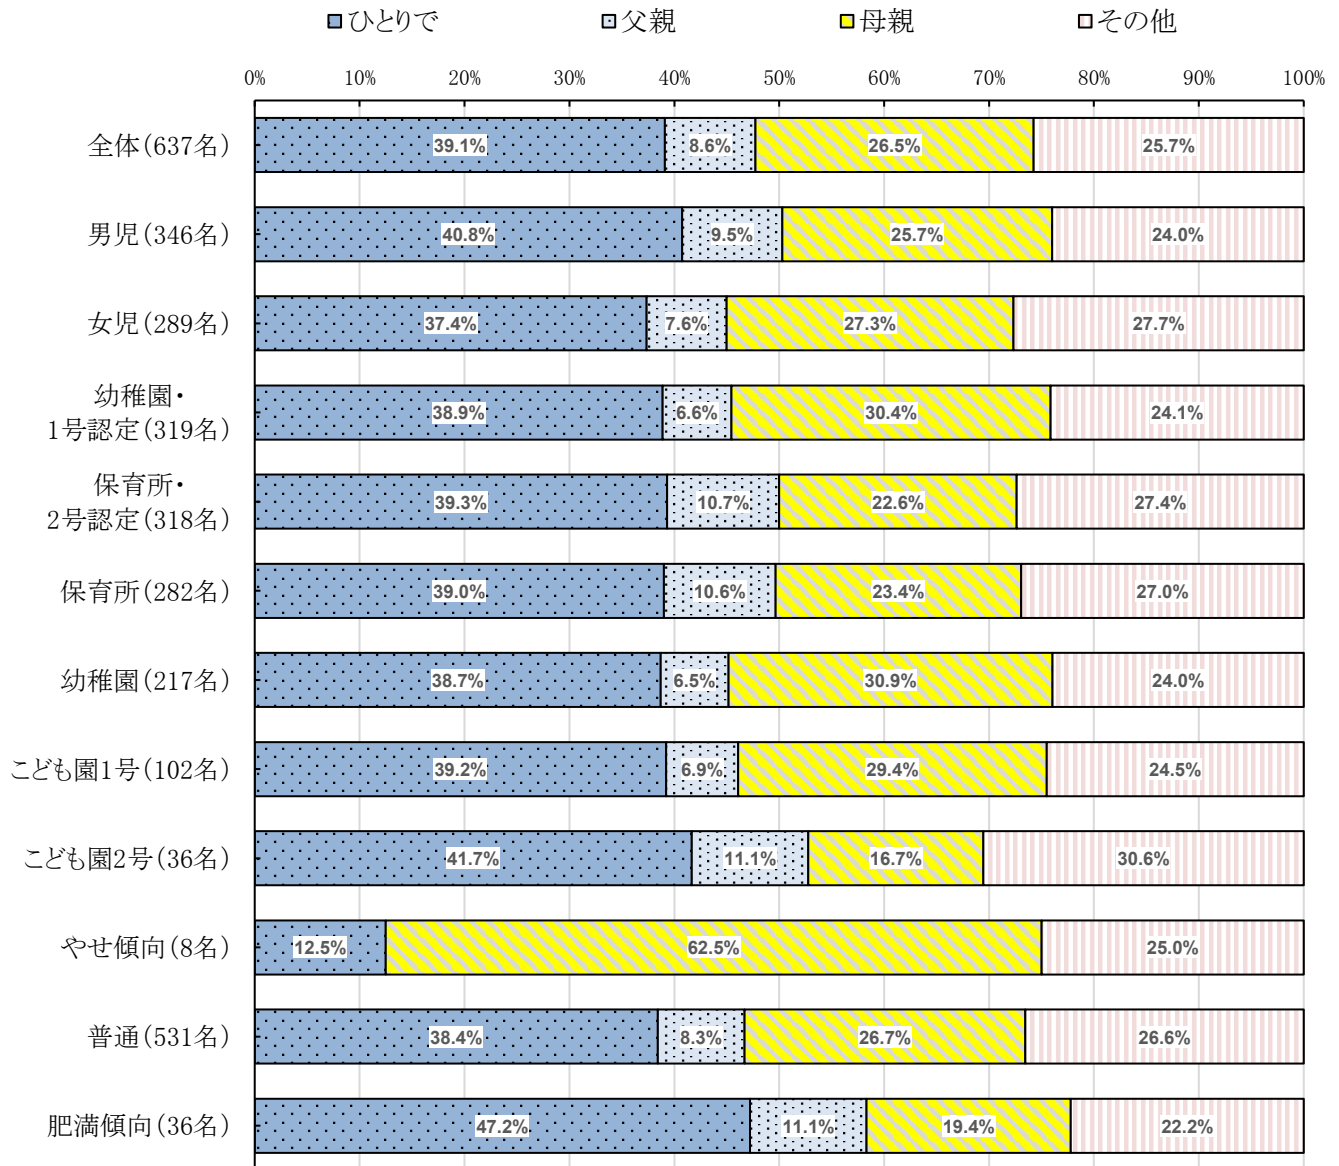 ひとりで 父親 母親 その他
0% 10% 20% 30% 40% 50% 60% 70% 80% 90% 100%
全体(637名) 39.1% 8.6% 26.5% 25.7%
男児(346名) 40.8% 9.5% 25.7% 24.0%
女児(289名) 37.4% 7.6% 27.3% 27.7%
幼稚園・
1号認定(319名) 38.9% 6.6% 30.4% 24.1%
保育所・
2号認定(318名) 39.3% 10.7% 22.6% 27.4%
保育所(282名) 39.0% 10.6% 23.4% 27.0%
幼稚園(217名) 38.7% 6.5% 30.9% 24.0%
こども園1号(102名) 39.2% 6.9% 29.4% 24.5%
こども園2号(36名) 41.7% 11.1% 16.7% 30.6%
やせ傾向(8名) 12.5% 62.5% 25.0%
普通(531名) 38.4% 8.3% 26.7% 26.6%
肥満傾向(36名) 47.2% 11.1% 19.4% 22.2%